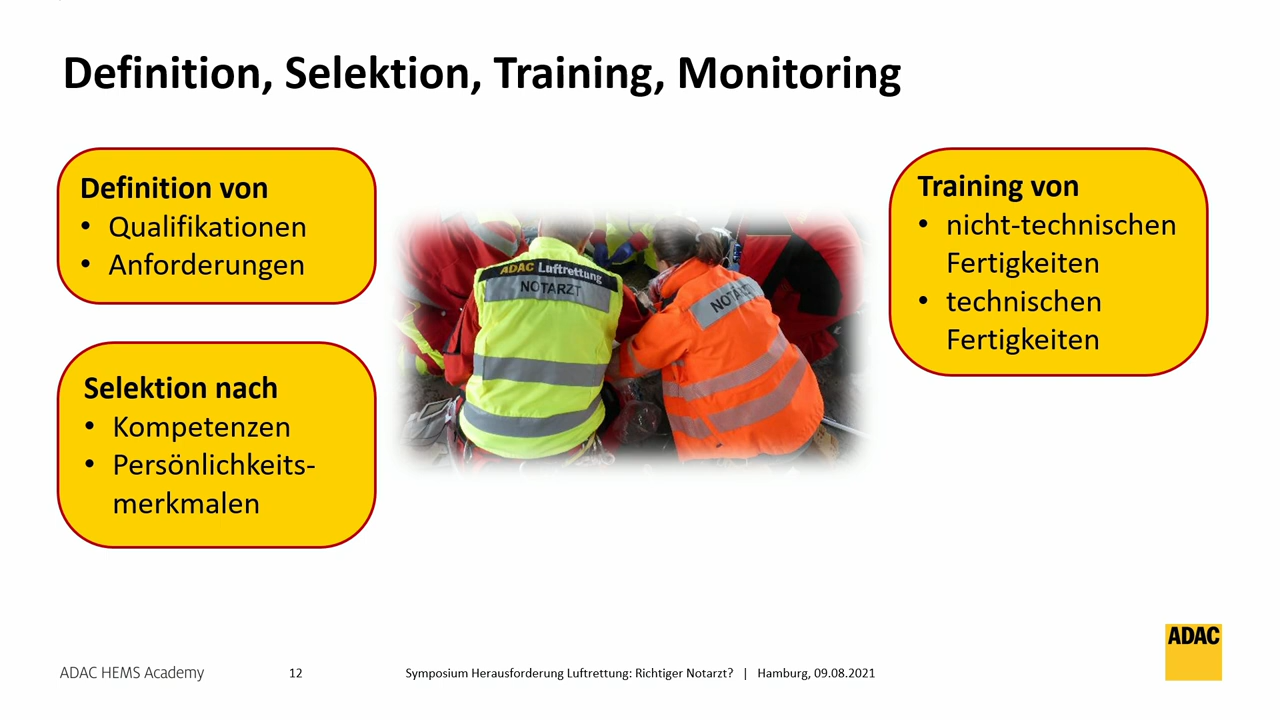 Definition, Selektion, Training, Monitoring
Definition von
• Qualifikationen
• Anforderungen
Selektion nach
• Kompetenzen
• Persönlichkeits-
merkmalen
ADAC Luftrettung
NOTARZT
Training von
• nicht-technischen
Fertigkeiten
• technischen
Fertigkeiten
ADAC
ADAC HEMS Academy
12
Symposium Herausforderung Luftrettung: Richtiger Notarzt? | Hamburg, 09.08.2021